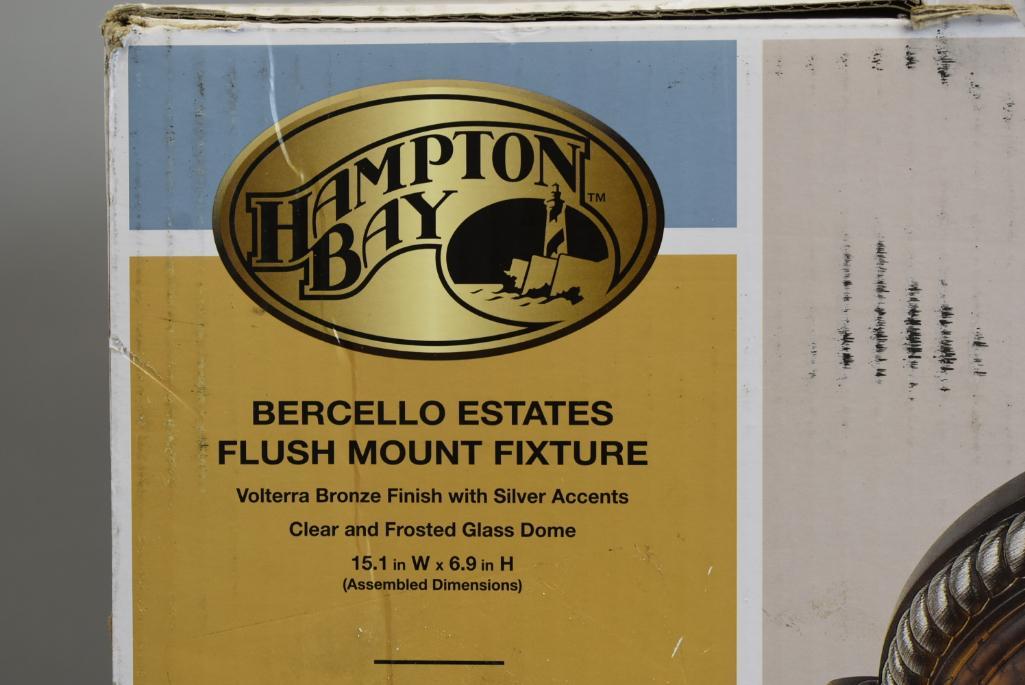 HAMPTON
BAY
TM
BERCELLO ESTATES
FLUSH MOUNT FIXTURE
Volterra Bronze Finish with Silver Accents
Clear and Frosted Glass Dome
15.1 in W x 6.9 in H
(Assembled Dimensions)